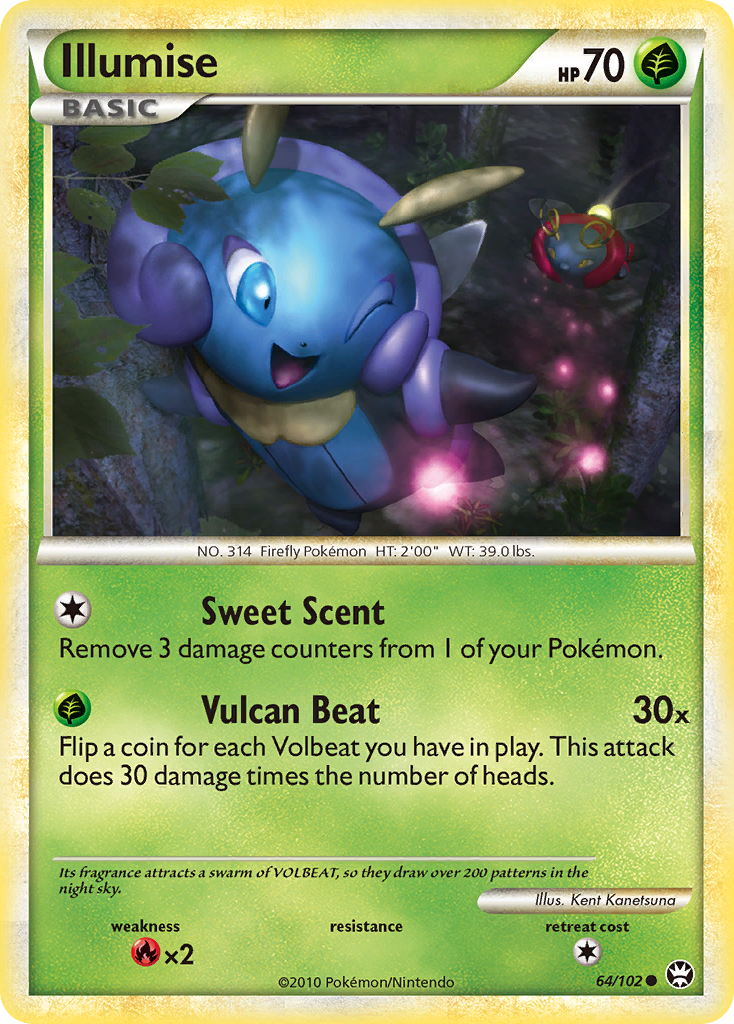 Illumise
HP 70
BASIC
NO. 314 Firefly Pokémon HT: 2'00" WT: 39.0 lbs.
Sweet Scent
Remove 3 damage counters from 1 of your Pokémon.
Vulcan Beat 30x
Flip a coin for each Volbeat you have in play. This attack
does 30 damage times the number of heads.
Its fragrance attracts a swarm of VOLBEAT, so they draw over 200 patterns in the
night sky.
Illus. Kent Kanetsuna
weakness resistance retreat cost
×2
©2010 Pokémon/Nintendo
64/102